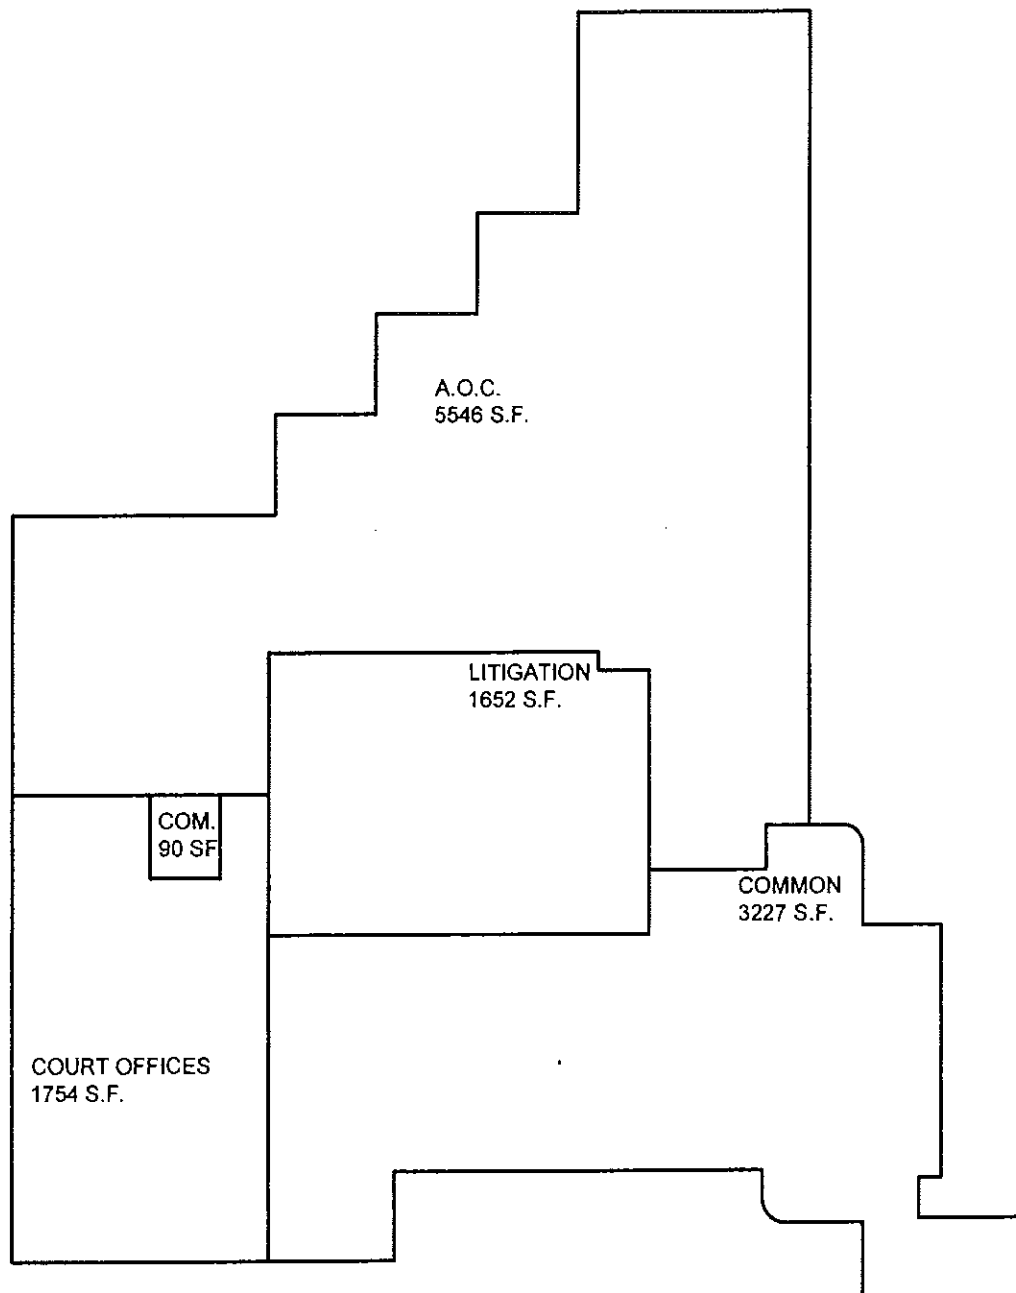 A.O.C.
5546 S.F.
LITIGATION
1652 S.F.
COM.
90 SF
COMMON
3227 S.F.
COURT OFFICES
1754 S.F.